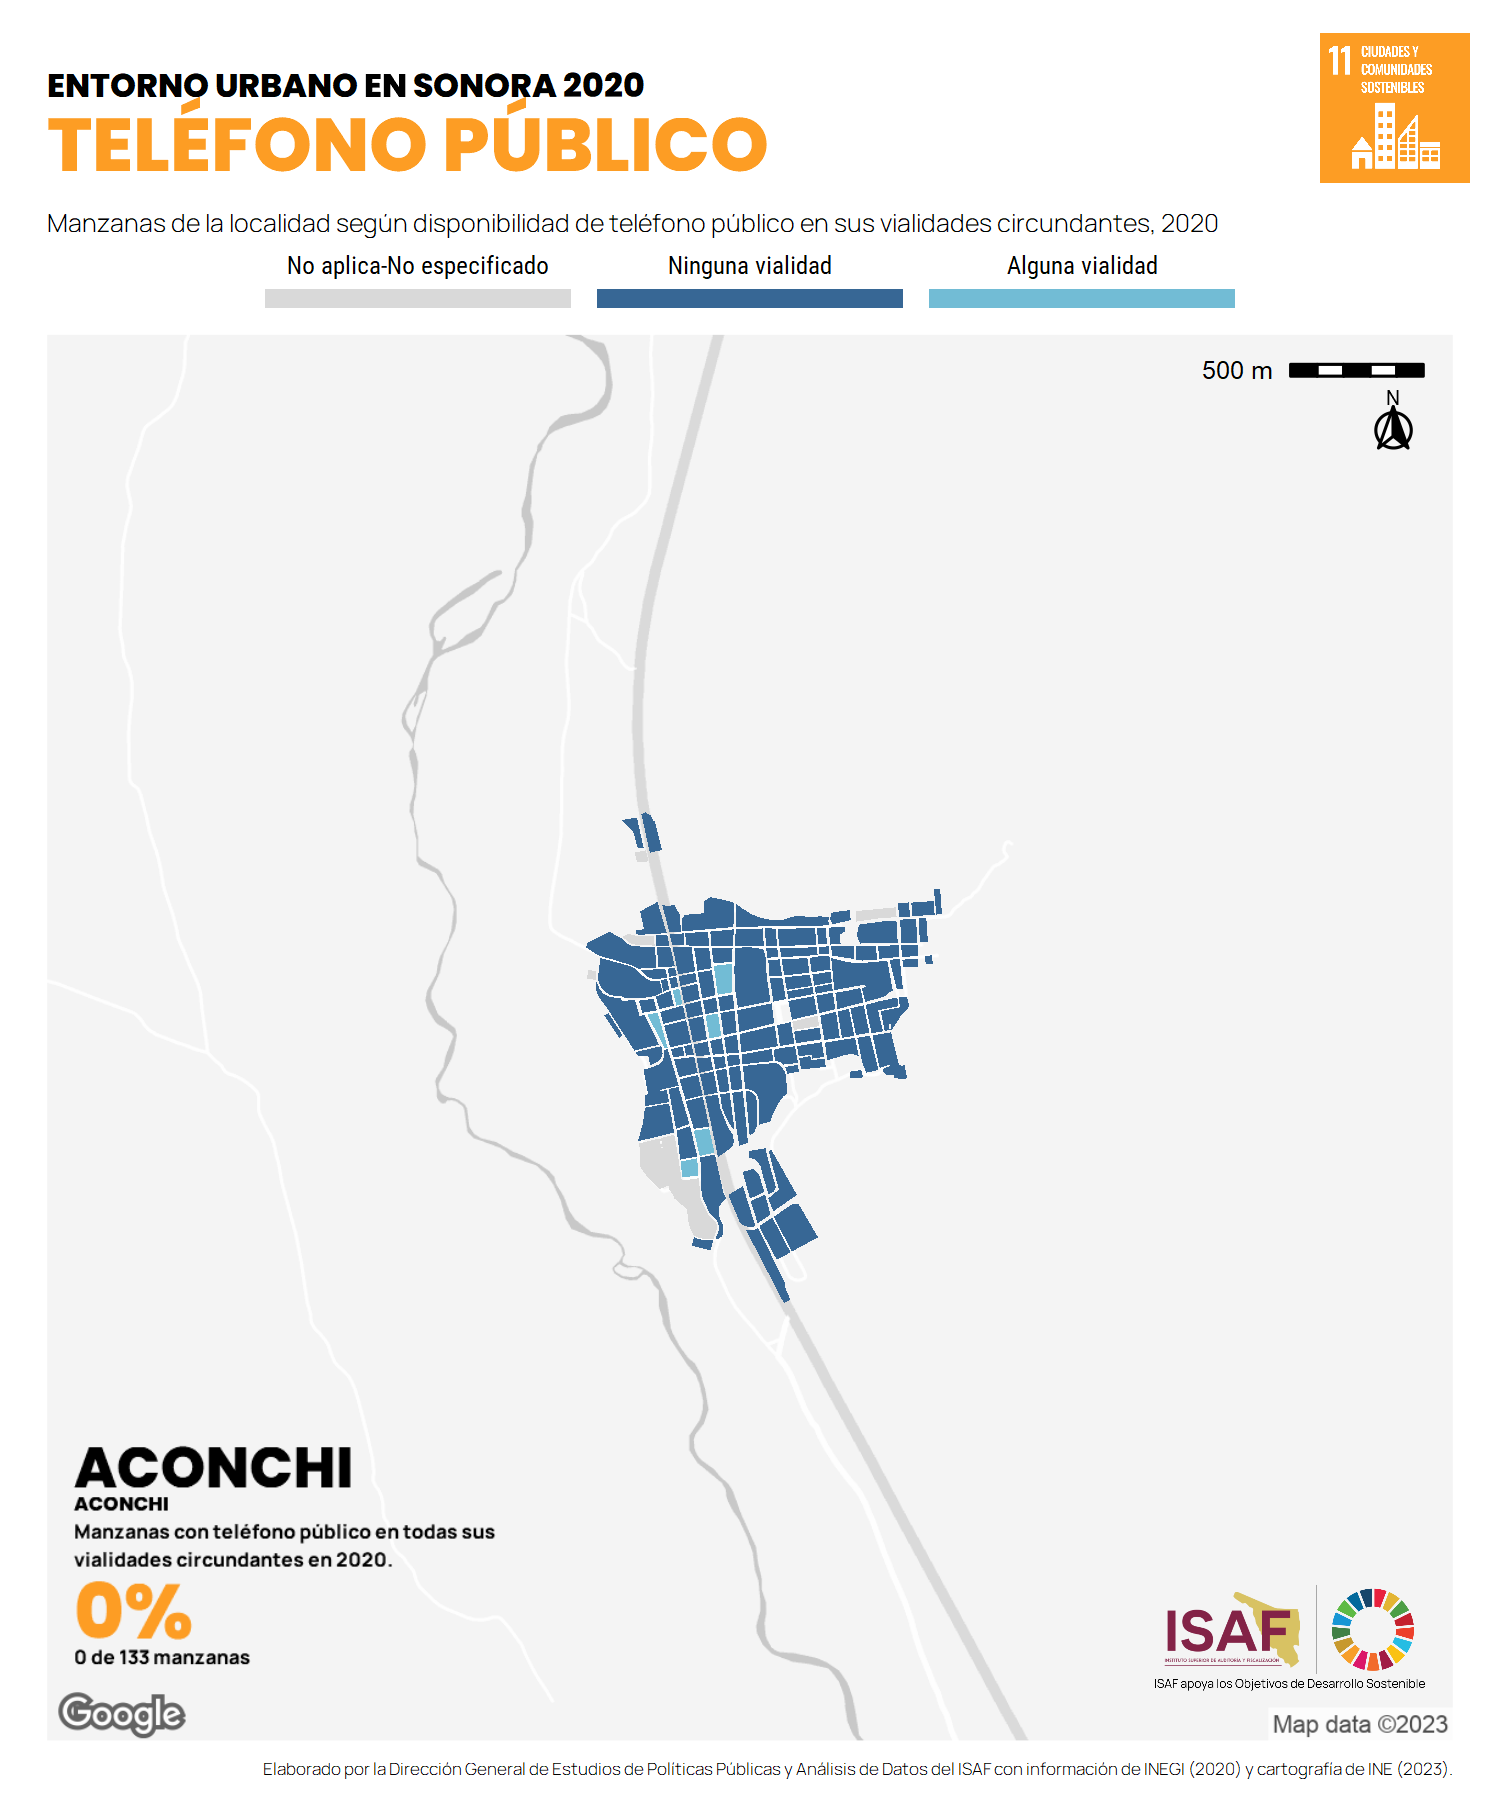 ENTORNO URBANO EN SONORA 2020
TELÉFONO PÚBLICO
11 CIUDADES Y
COMUNIDADES
SOSTENIBLES
Manzanas de la localidad según disponibilidad de teléfono público en sus vialidades circundantes, 2020
No aplica-No especificado
Ninguna vialidad
Alguna vialidad
500 m
N
ACONCHI
ACONCHI
Manzanas con teléfono público en todas sus
vialidades circundantes en 2020.
0%
0 de 133 manzanas
Google
ISAF
INSTITUTO SUPERIOR DE AUDITORÍA Y FISCALIZACIÓN
ISAF apoya los Objetivos de Desarrollo Sostenible
Map data ©2023
Elaborado por la Dirección General de Estudios de Políticas Públicas y Análisis de Datos del ISAF con información de INEGI (2020) y cartografía de INE (2023).